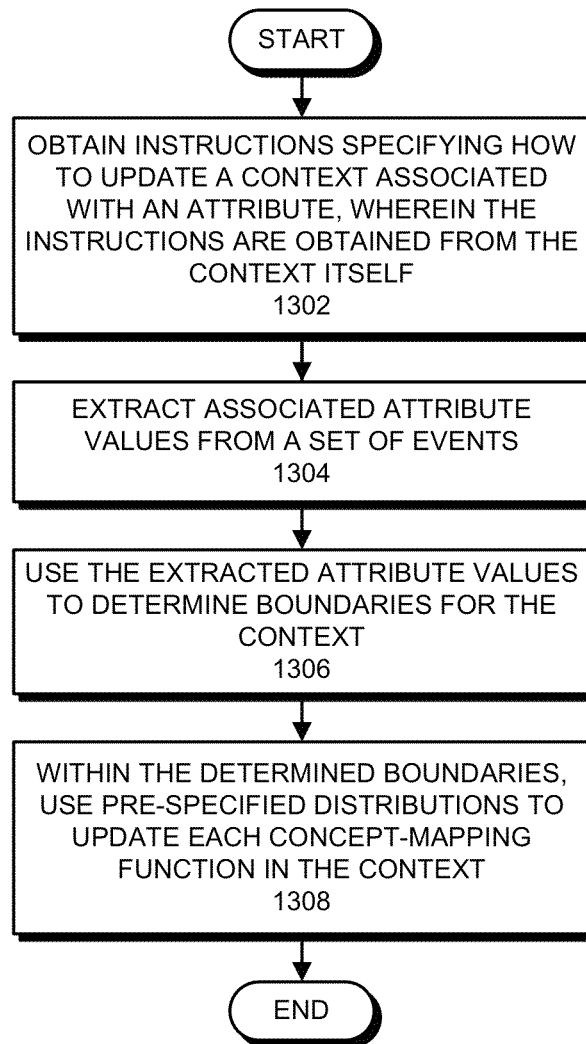 START
OBTAIN INSTRUCTIONS SPECIFYING HOW
TO UPDATE A CONTEXT ASSOCIATED
WITH AN ATTRIBUTE, WHEREIN THE
INSTRUCTIONS ARE OBTAINED FROM THE
CONTEXT ITSELF
1302
EXTRACT ASSOCIATED ATTRIBUTE
VALUES FROM A SET OF EVENTS
1304
USE THE EXTRACTED ATTRIBUTE VALUES
TO DETERMINE BOUNDARIES FOR THE
CONTEXT
1306
WITHIN THE DETERMINED BOUNDARIES,
USE PRE-SPECIFIED DISTRIBUTIONS TO
UPDATE EACH CONCEPT-MAPPING
FUNCTION IN THE CONTEXT
1308
END